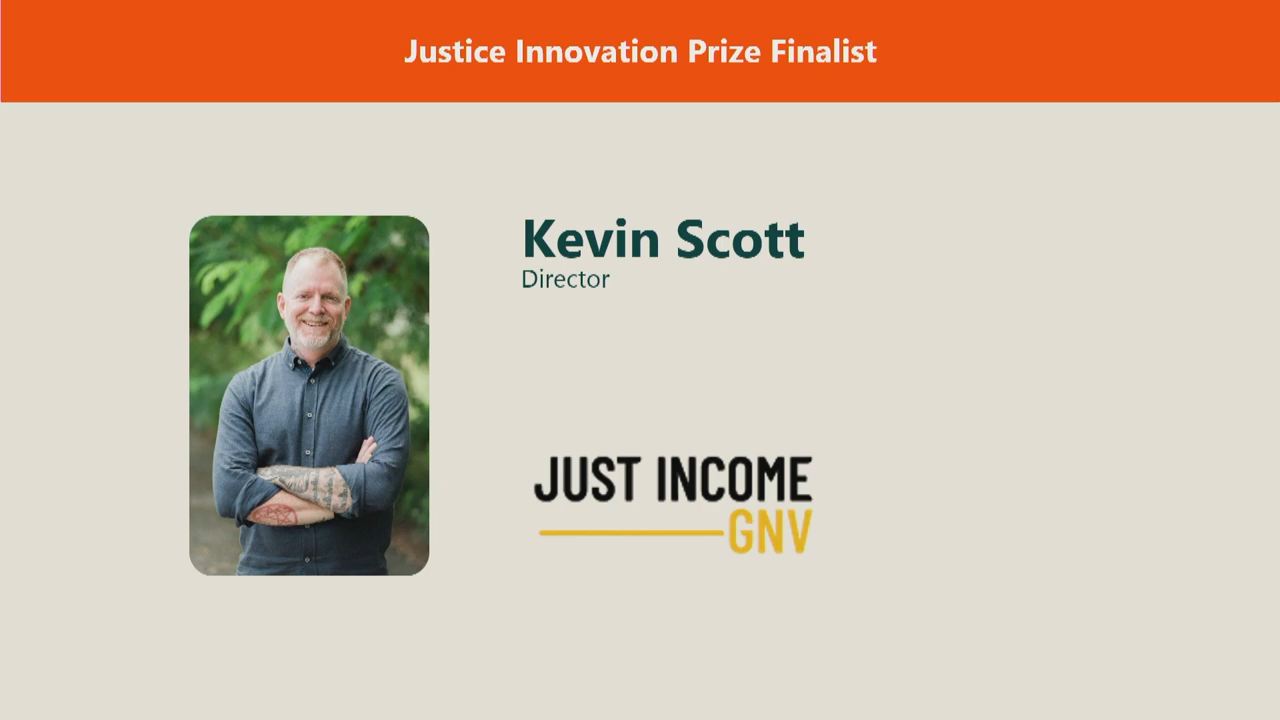 Justice Innovation Prize Finalist
Kevin Scott
Director
JUST INCOME
GNV